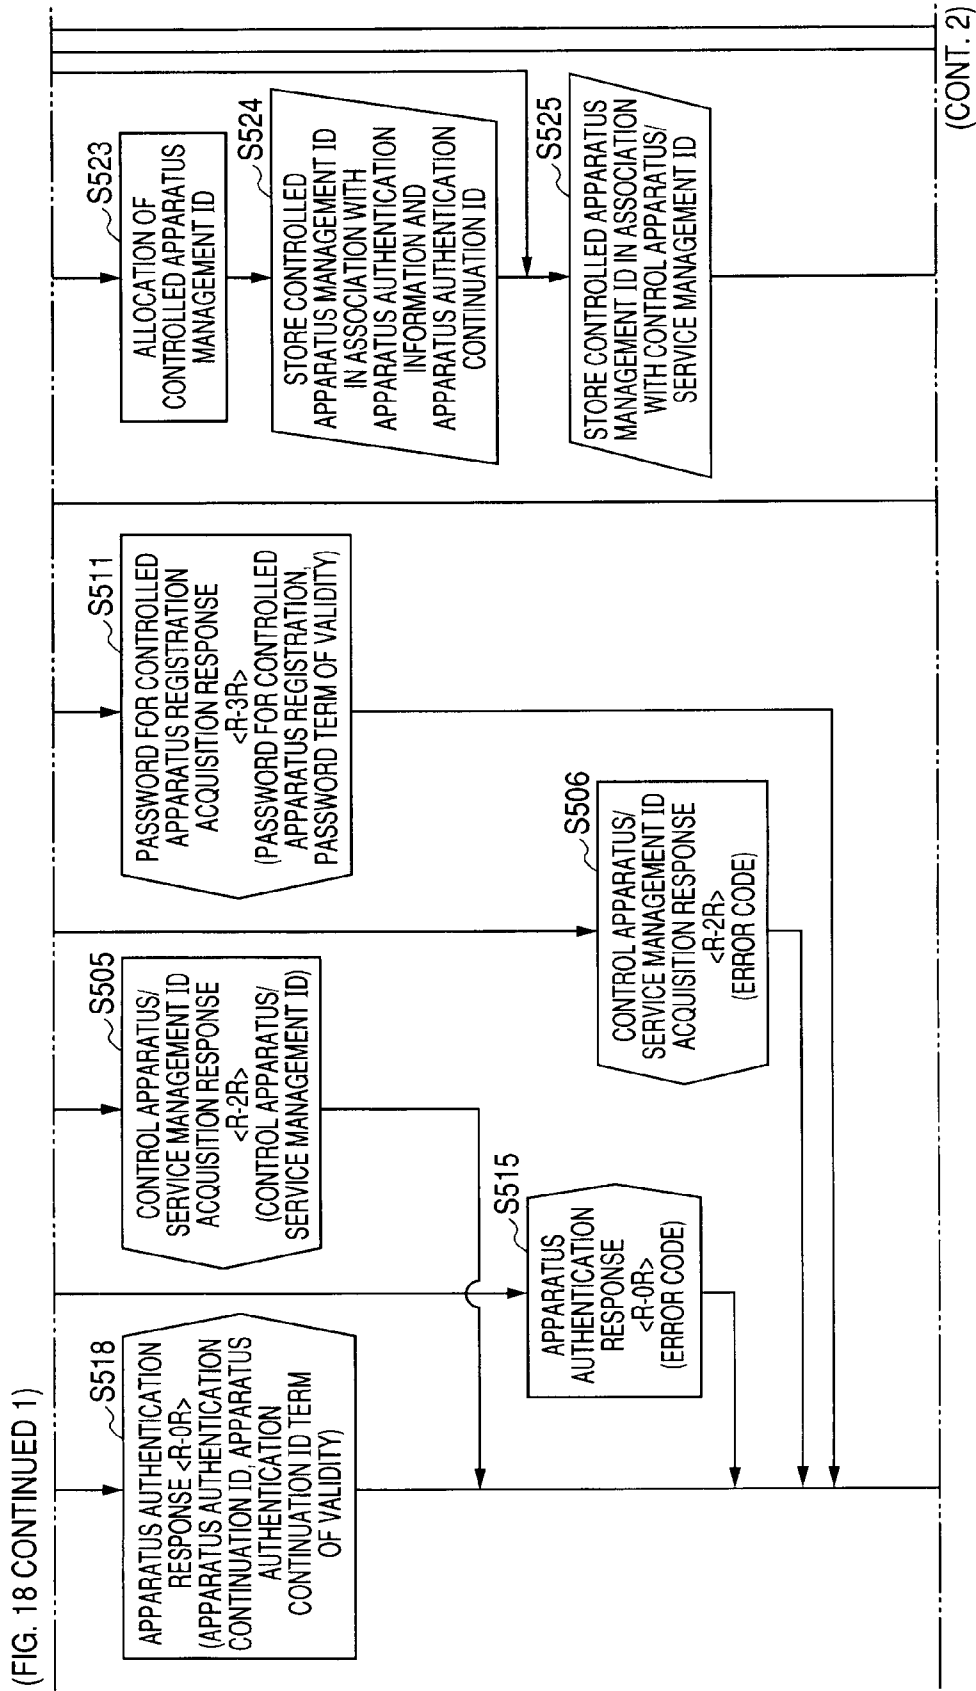 (FIG. 18 CONTINUED 1)
S518
APPARATUS AUTHENTICATION
RESPONSE <R-0R>
(APPARATUS AUTHENTICATION
CONTINUATION ID, APPARATUS
AUTHENTICATION
CONTINUATION ID TERM
OF VALIDITY)
S505
CONTROL APPARATUS/
SERVICE MANAGEMENT ID
ACQUISITION RESPONSE
<R-2R>
(CONTROL APPARATUS/
SERVICE MANAGEMENT ID)
S515
APPARATUS
AUTHENTICATION
RESPONSE
<R-0R>
(ERROR CODE)
S506
CONTROL APPARATUS/
SERVICE MANAGEMENT ID
ACQUISITION RESPONSE
<R-2R>
(ERROR CODE)
S511
PASSWORD FOR CONTROLLED
APPARATUS REGISTRATION
ACQUISITION RESPONSE
<R-3R>
(PASSWORD FOR CONTROLLED
APPARATUS REGISTRATION,
PASSWORD TERM OF VALIDITY)
S523
ALLOCATION OF
CONTROLLED APPARATUS
MANAGEMENT ID
S524
STORE CONTROLLED
APPARATUS MANAGEMENT ID
IN ASSOCIATION WITH
APPARATUS AUTHENTICATION
INFORMATION AND
APPARATUS AUTHENTICATION
CONTINUATION ID
S525
STORE CONTROLLED APPARATUS
MANAGEMENT ID IN ASSOCIATION
WITH CONTROL APPARATUS/
SERVICE MANAGEMENT ID
(CONT. 2)